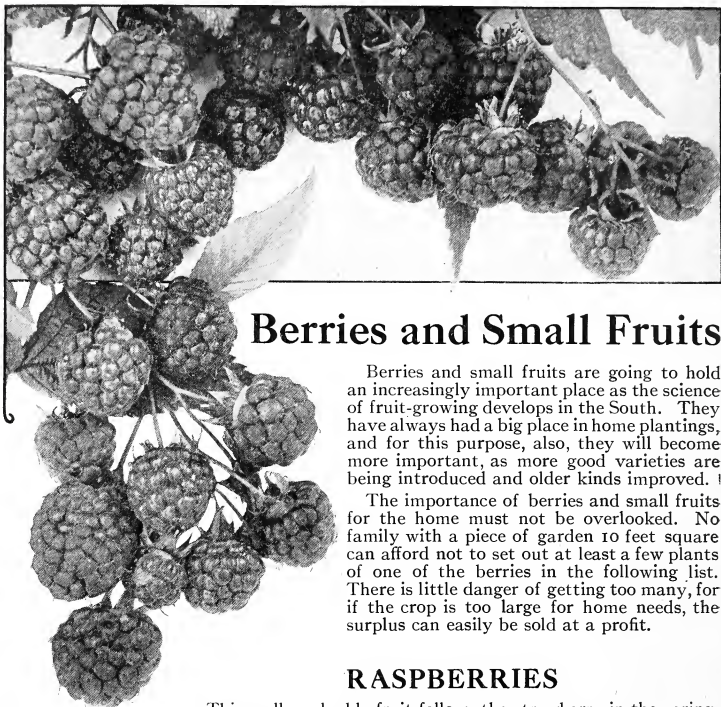 Berries and Small Fruits
Berries and small fruits are going to hold
an increasingly important place as the science
of fruit-growing develops in the South. They
have always had a big place in home plantings,
and for this purpose, also, they will become
more important, as more good varieties are
being introduced and older kinds improved.
The importance of berries and small fruits
for the home must not be overlooked. No
family with a piece of garden 10 feet square
can afford not to set out at least a few plants
of one of the berries in the following list.
There is little danger of getting too many, for
if the crop is too large for home needs, the
surplus can easily be sold at a profit.
RASPBERRIES